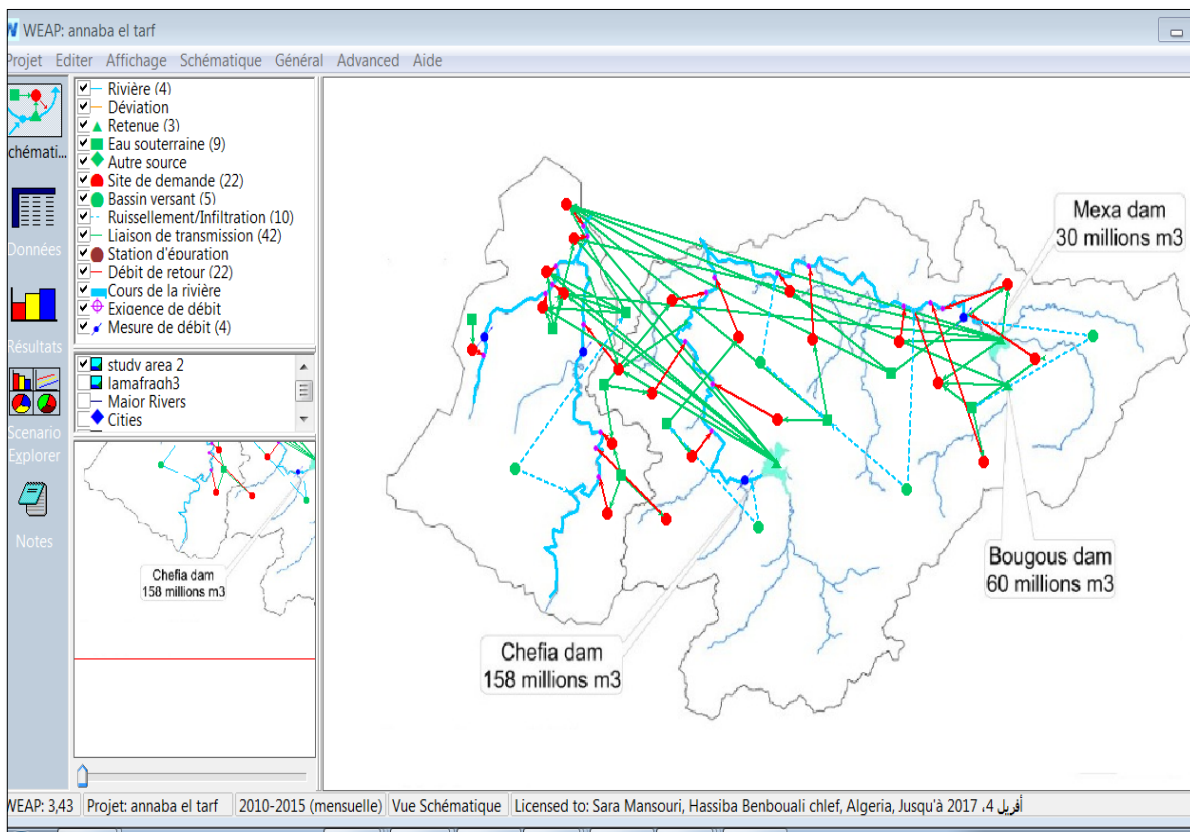 WEAP: annaba el tarf
Projet Editer Affichage Schématique Général Advanced Aide
Rivière (4)
Déviation
Retenue (3)
Eau souterraine (9)
Autre source
Site de demande (22)
Bassin versant (5)
Ruissellement/Infiltration (10)
Liaison de transmission (42)
Station d'épuration
Débit de retour (22)
Cours de la rivière
Exigence de débit
Mesure de débit (4)
chémati...
Données
Résultats
Scenario
Explorer
Notes
study area 2
lamafragh3
Major Rivers
Cities
Chefia dam
158 millions m3
Mexa dam
30 millions m3
Bougous dam
60 millions m3
Chefia dam
158 millions m3
WEAP: 3,43 Projet: annaba el tarf 2010-2015 (mensuelle) Vue Schématique Licensed to: Sara Mansouri, Hassiba Benbouali chlef, Algeria, Jusqu'à 2017 ،4 أفريل